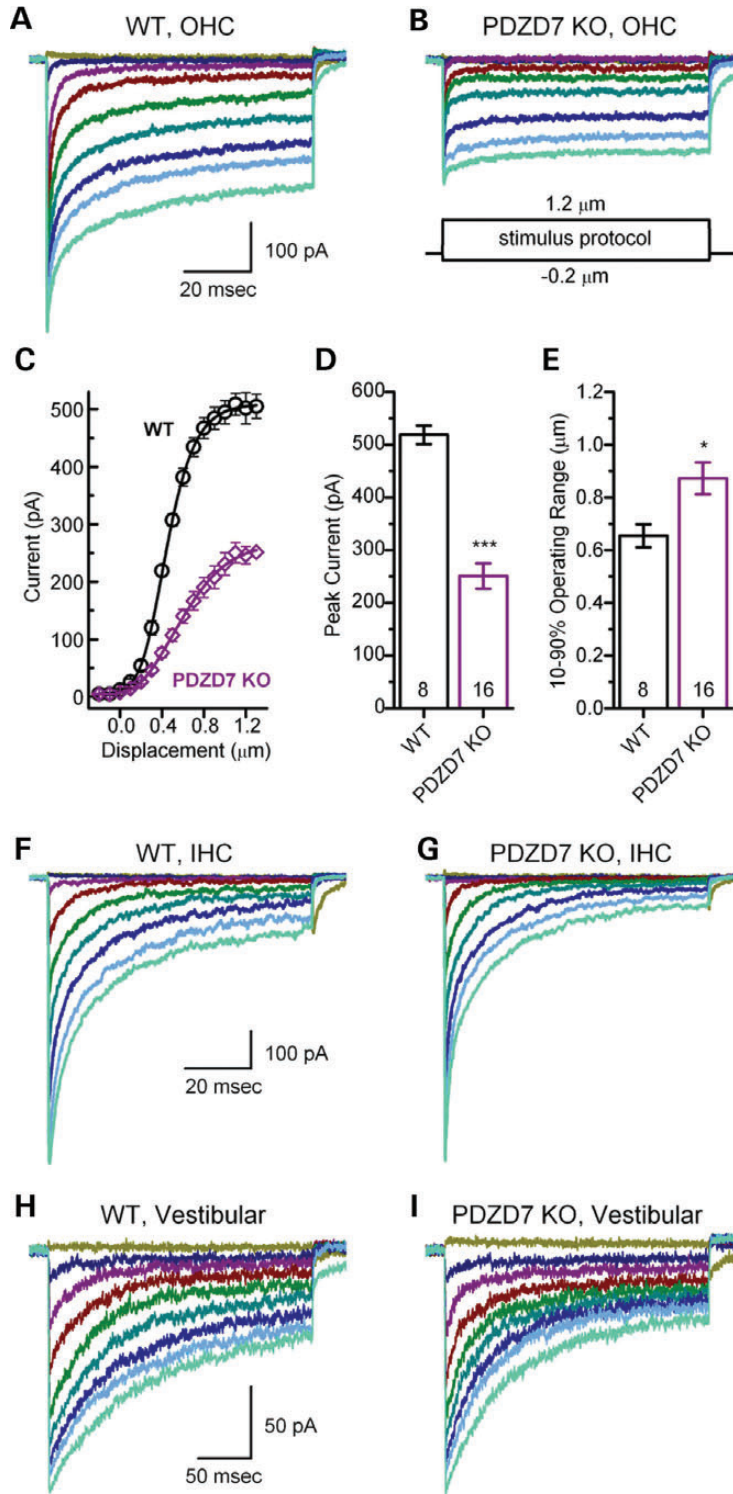 A
WT, OHC
100 pA
20 msec
B
PDZD7 KO, OHC
1.2 μm
stimulus protocol
-0.2 μm
C
500
400
300
200
100
0
0.0 0.4 0.8 1.2
Current (pA)
Displacement (μm)
WT
PDZD7 KO
D
600
500
400
300
200
100
0
Peak Current (pA)
***
8 16
WT
PDZD7 KO
E
1.2
1.0
0.8
0.6
0.4
0.2
0.0
10-90% Operating Range (μm)
*
8 16
WT
PDZD7 KO
F
WT, IHC
100 pA
20 msec
G
PDZD7 KO, IHC
H
WT, Vestibular
50 pA
50 msec
I
PDZD7 KO, Vestibular